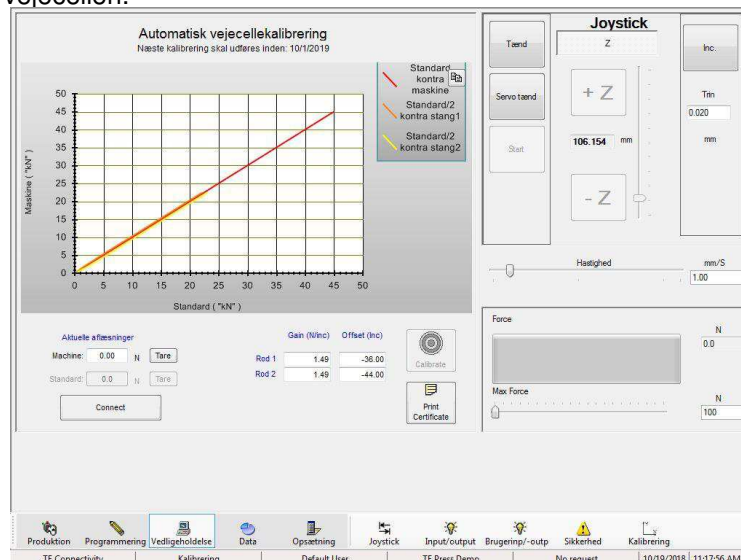 vejecellen.
Automatisk vejecellekalibrering
Næste kalibrering skal udføres inden: 10/1/2019
Standard kontra maskine
Standard/2 kontra stang1
Standard/2 kontra stang2
Maskine ( "kN" )
50
45
40
35
30
25
20
15
10
5
0
0 5 10 15 20 25 30 35 40 45 50
Standard ( "kN" )
Aktuelle aflæsninger
Machine: 0.00 N Tare
Standard: 0.0 N Tare
Connect
Gain (N/inc) Offset (Inc)
Rod 1 1.49 -36.00
Rod 2 1.49 -44.00
Calibrate
Print Certificate
Joystick
Tænd
Z
Inc.
Servo tænd
+ Z
Trin
0.020
mm
Start
106.154 mm
- Z
Hastighed
mm/S
1.00
Force
N
0.0
Max Force
N
100
Produktion Programmering Vedligeholdelse Data Opsætning Joystick Input/output Brugerinp/-outp Sikkerhed Kalibrering
TE Connectivity Kalibrering Default User TE Press Demo No request 10/19/2018 11:17:56 AM